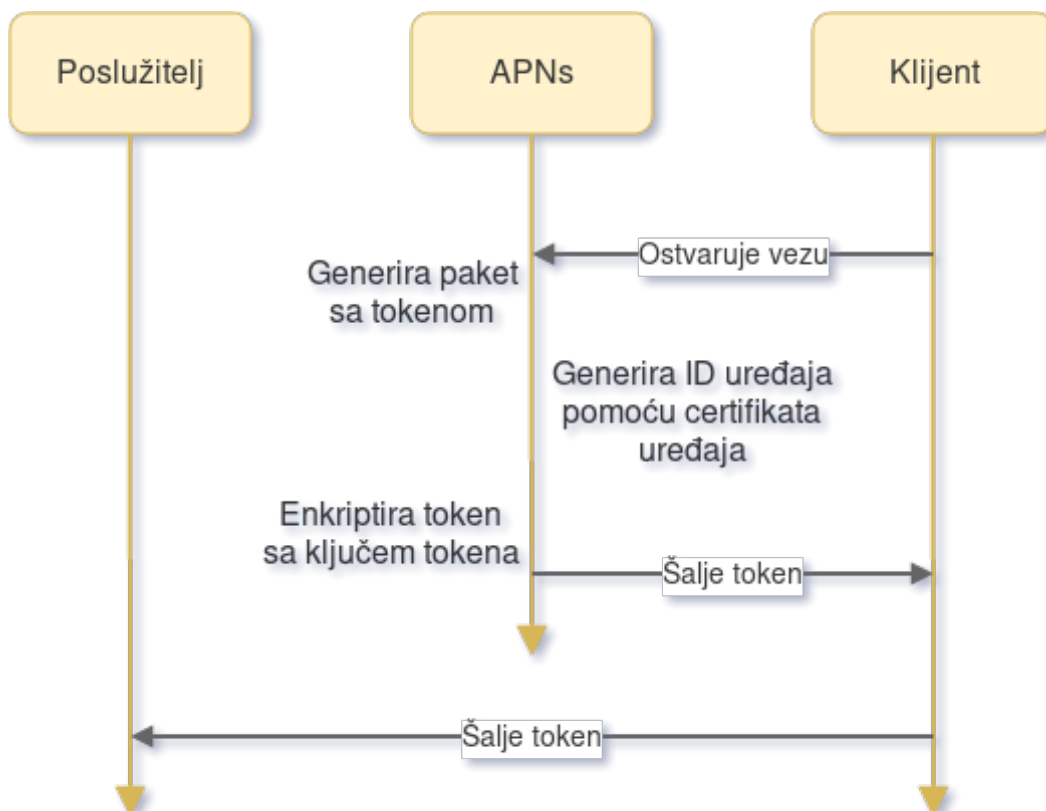 Poslužitelj
APNs
Klijent
Ostvaruje vezu
Generira paket
sa tokenom
Generira ID uređaja
pomoću certifikata
uređaja
Enkriptira token
sa ključem tokena
Šalje token
Šalje token